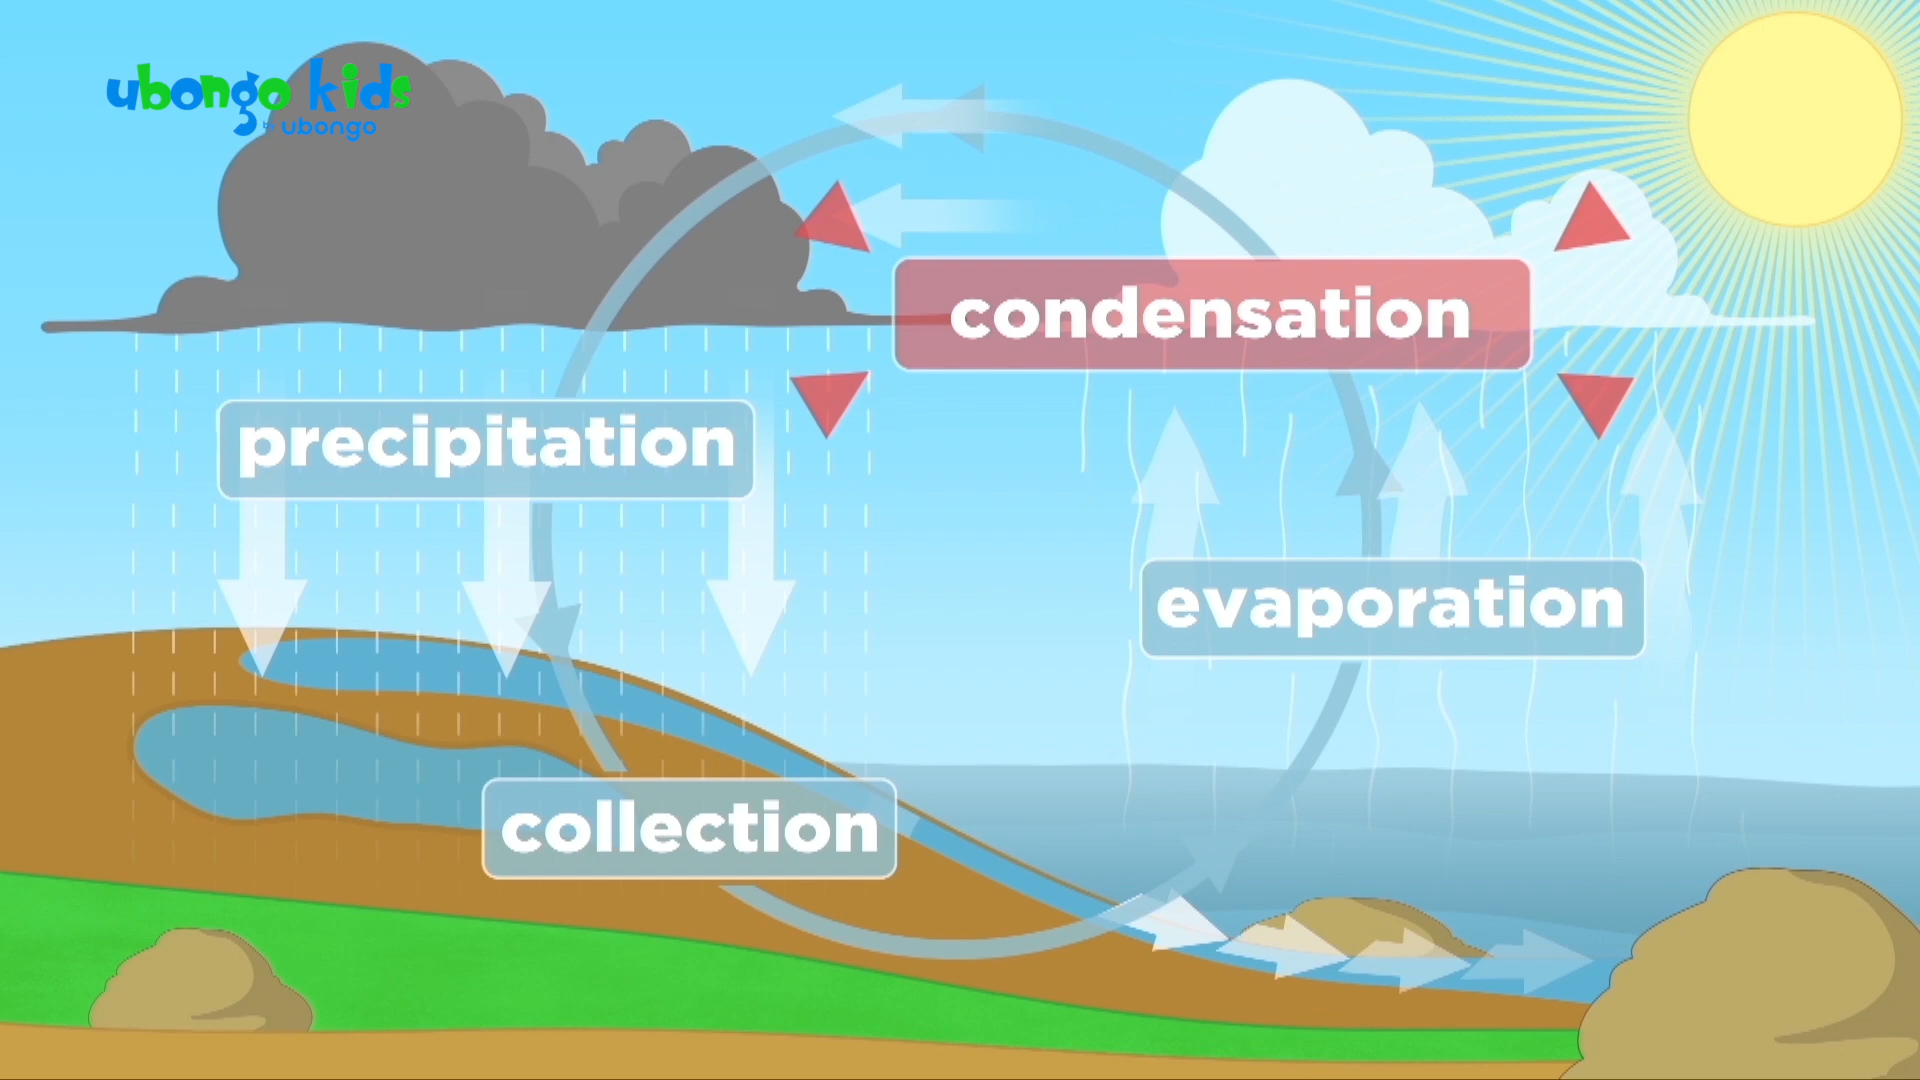 ubongo kids
by ubongo
condensation
precipitation
evaporation
collection